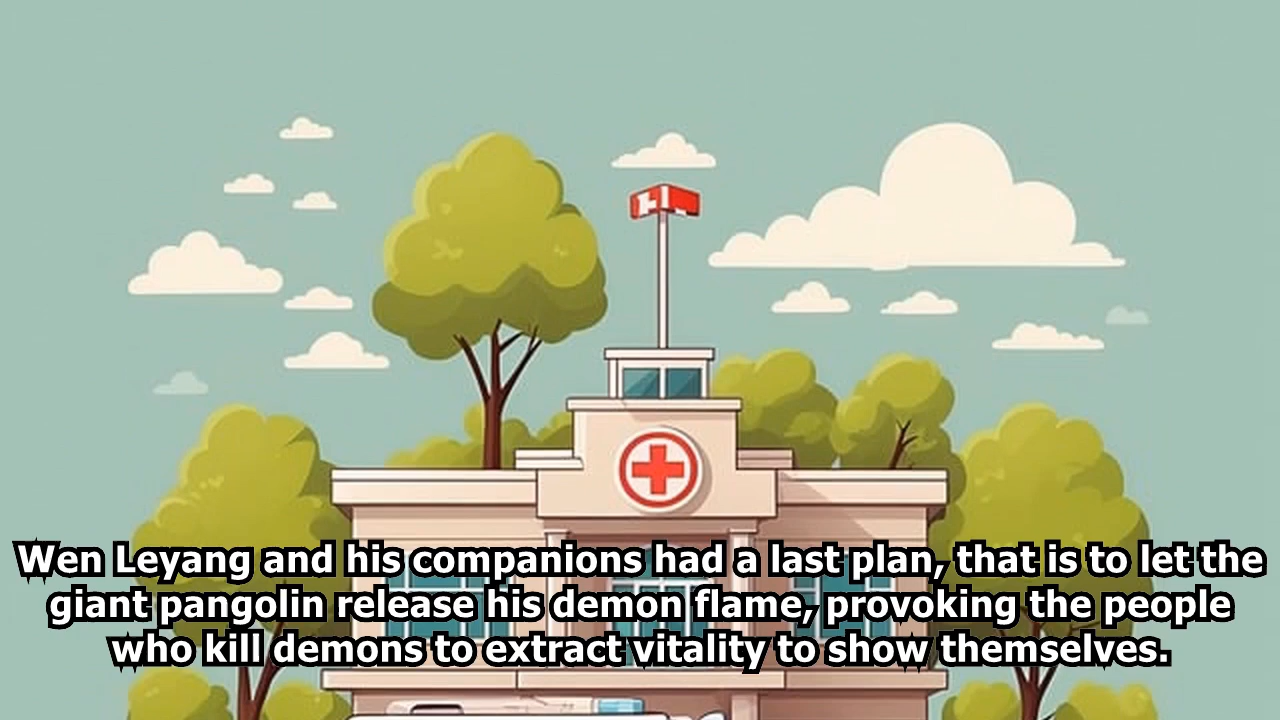 Wen Leyang and his companions had a last plan, that is to let the
giant pangolin release his demon flame, provoking the people
who kill demons to extract vitality to show themselves.